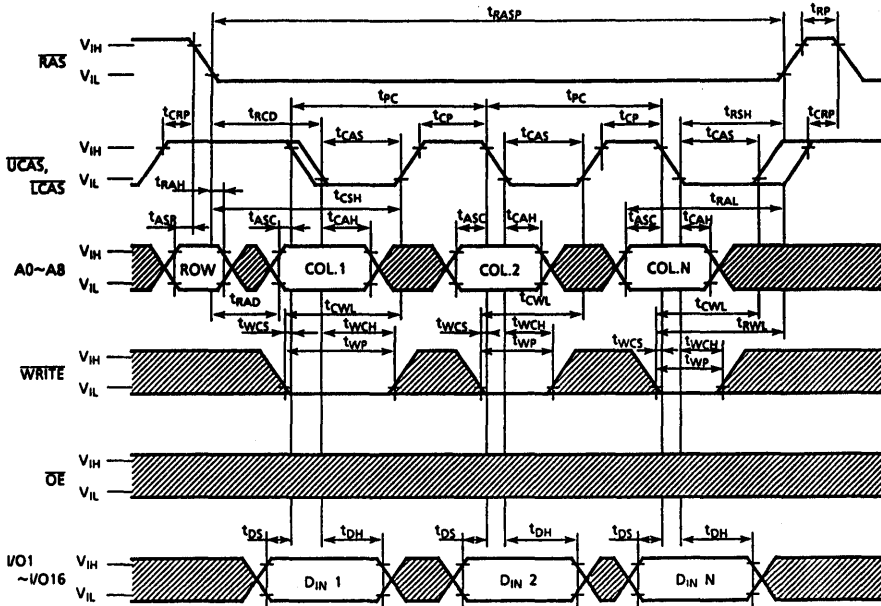 tRASP tRP
RAS VIH
VIL
tCRP tRCD tPC tCP tPC tCP tRSH tCRP
tCAS tCAS tCAS
UCAS, LCAS VIH
VIL
tRAH tCSH tRAL
tASR tASC tCAH tASC tCAH tASC tCAH
A0~A8 VIH
VIL
ROW COL.1 COL.2 COL.N
tRAD tCWL tCWL tCWL
tWCS tWCH tWCS tWCH tRWL
tWCS tWCH
tWP tWP tWP
WRITE VIH
VIL
OE VIH
VIL
tDS tDH tDS tDH tDS tDH
I/O1 ~I/O16 VIH
VIL
DIN 1 DIN 2 DIN N